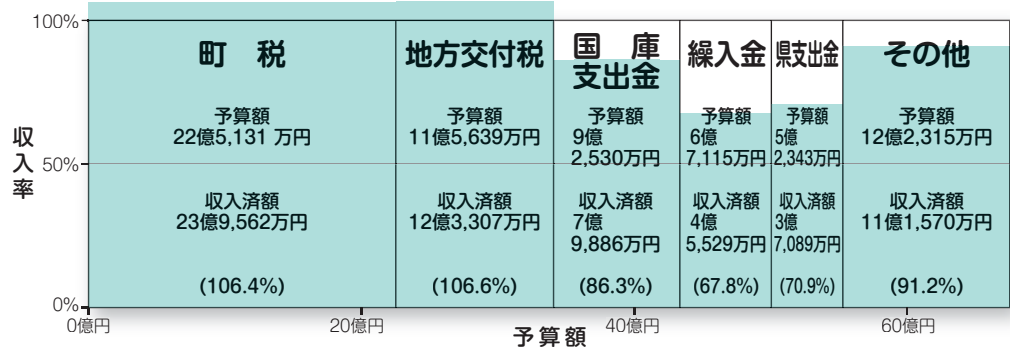 100%
50%
0%
収入率
町 税
予算額
22億5,131 万円
収入済額
23億9,562万円
(106.4%)
地方交付税
予算額
11億5,639万円
収入済額
12億3,307万円
(106.6%)
国 庫
支出金
予算額
9億
2,530万円
収入済額
7億
9,886万円
(86.3%)
繰入金
予算額
6億
7,115万円
収入済額
4億
5,529万円
(67.8%)
県支出金
予算額
5億
2,343万円
収入済額
3億
7,089万円
(70.9%)
その他
予算額
12億2,315万円
収入済額
11億1,570万円
(91.2%)
0億円
20億円
40億円
60億円
予算額